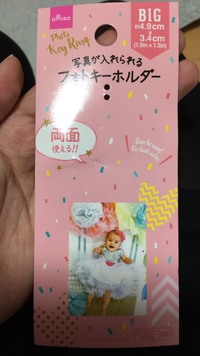 DAISO
BIG
約4.9cm
×
3.4cm
(1.9in x 1.3in)
Photo
Key Ring
写真が入れられる
フォトキーホルダー
両面
使える!!